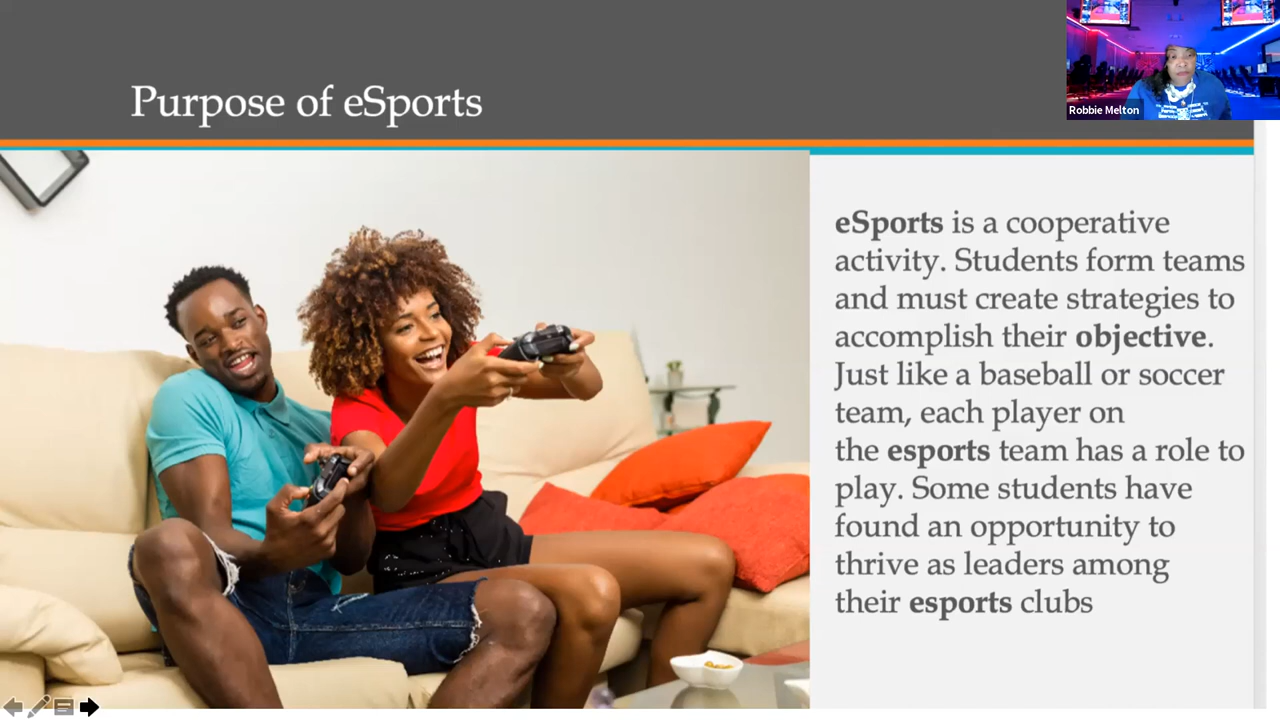 Purpose of eSports
Robbie Melton
eSports is a cooperative
activity. Students form teams
and must create strategies to
accomplish their objective.
Just like a baseball or soccer
team, each player on
the esports team has a role to
play. Some students have
found an opportunity to
thrive as leaders among
their esports clubs